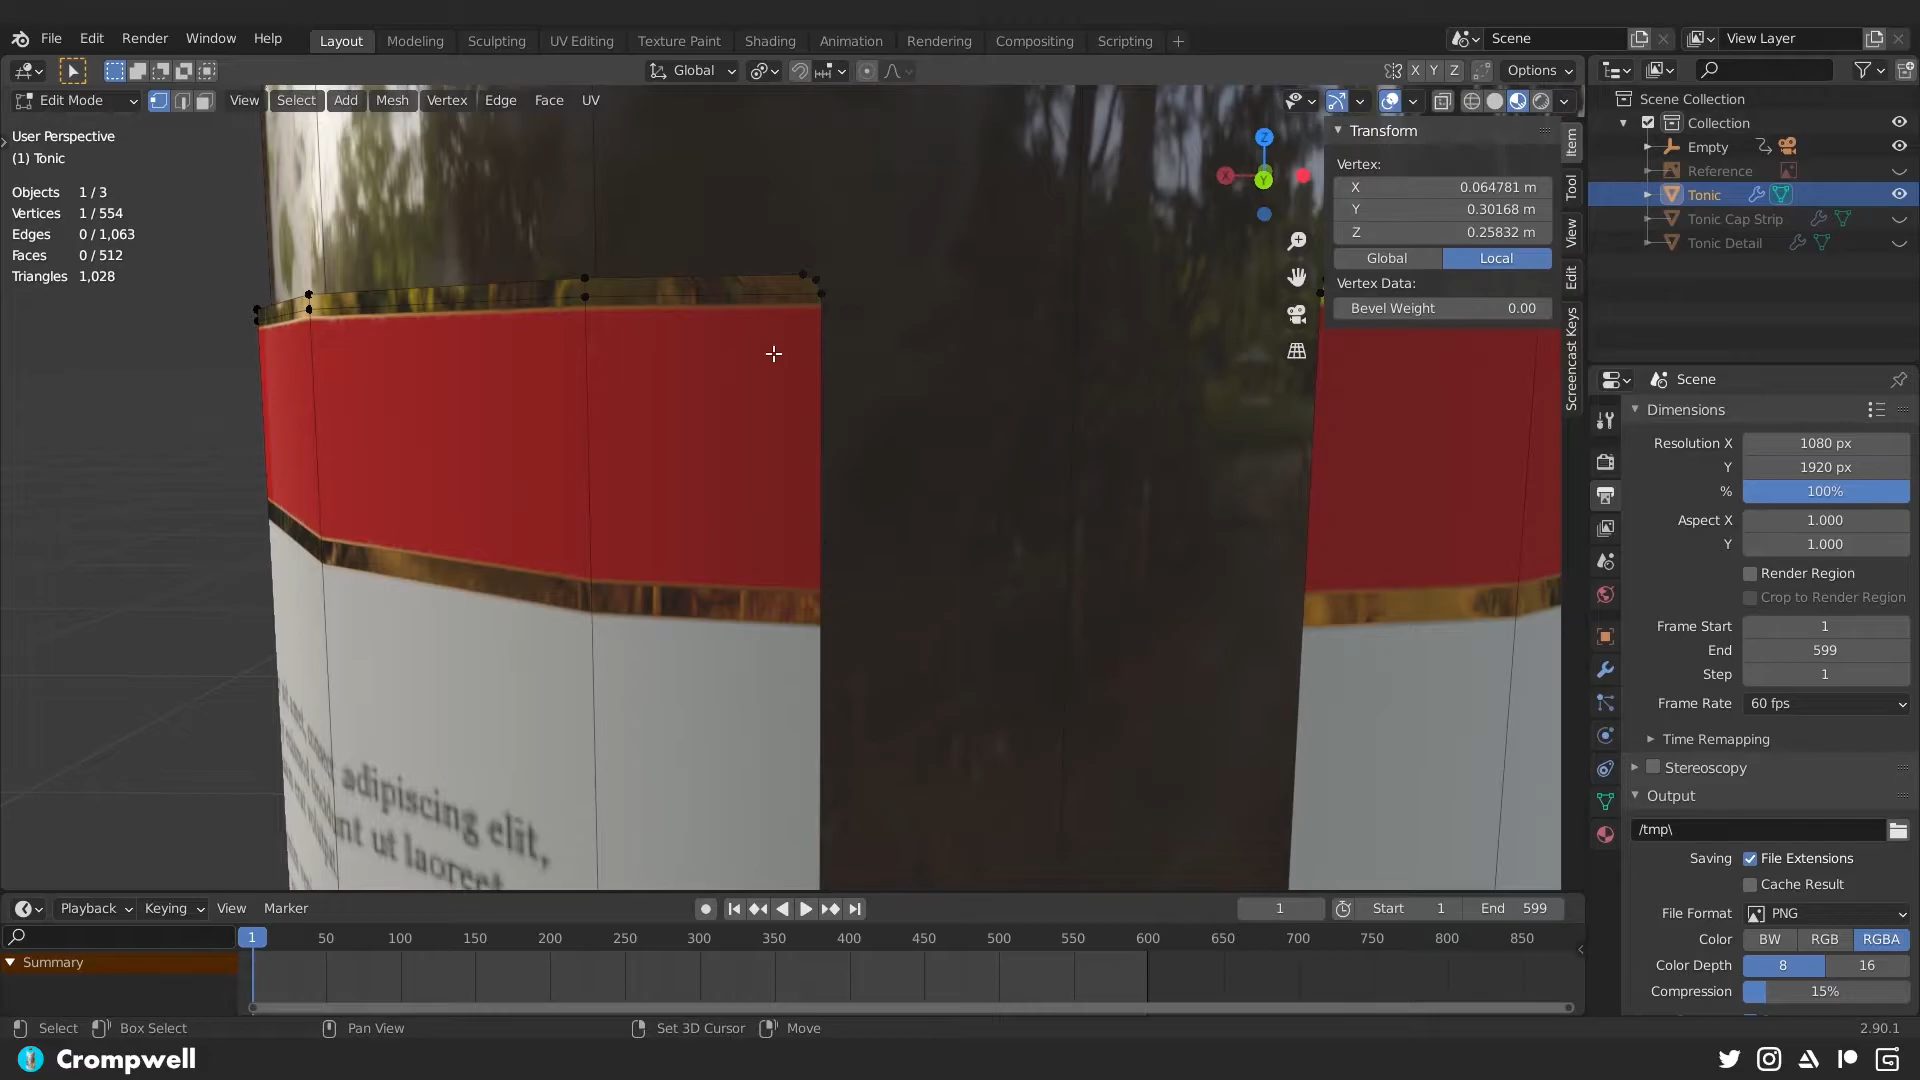 File Edit Render Window Help Layout Modeling Sculpting UV Editing Texture Paint Shading Animation Rendering Compositing Scripting + Scene View Layer
Global X Y Z Options
Edit Mode View Select Add Mesh Vertex Edge Face UV
User Perspective
(1) Tonic
Objects 1 / 3
Vertices 1 / 554
Edges 0 / 1,063
Faces 0 / 512
Triangles 1,028
Z
X
Y
Transform
Vertex:
X 0.064781 m
Y 0.30168 m
Z 0.25832 m
Global Local
Vertex Data:
Bevel Weight 0.00
Item
Tool
View
Edit
Screencast Keys
adipiscing elit,
nt ut laoreet
Scene Collection
Collection
Empty
Reference
Tonic
Tonic Cap Strip
Tonic Detail
Scene
Dimensions
Resolution X 1080 px
Y 1920 px
% 100%
Aspect X 1.000
Y 1.000
Render Region
Crop to Render Region
Frame Start 1
End 599
Step 1
Frame Rate 60 fps
Time Remapping
Stereoscopy
Output
/tmp\
Saving File Extensions
Cache Result
File Format PNG
Color BW RGB RGBA
Color Depth 8 16
Compression 15%
Playback Keying View Marker 1 Start 1 End 599
1 50 100 150 200 250 300 350 400 450 500 550 600 650 700 750 800 850
Summary
Select Box Select Pan View Set 3D Cursor Move 2.90.1
Crompwell